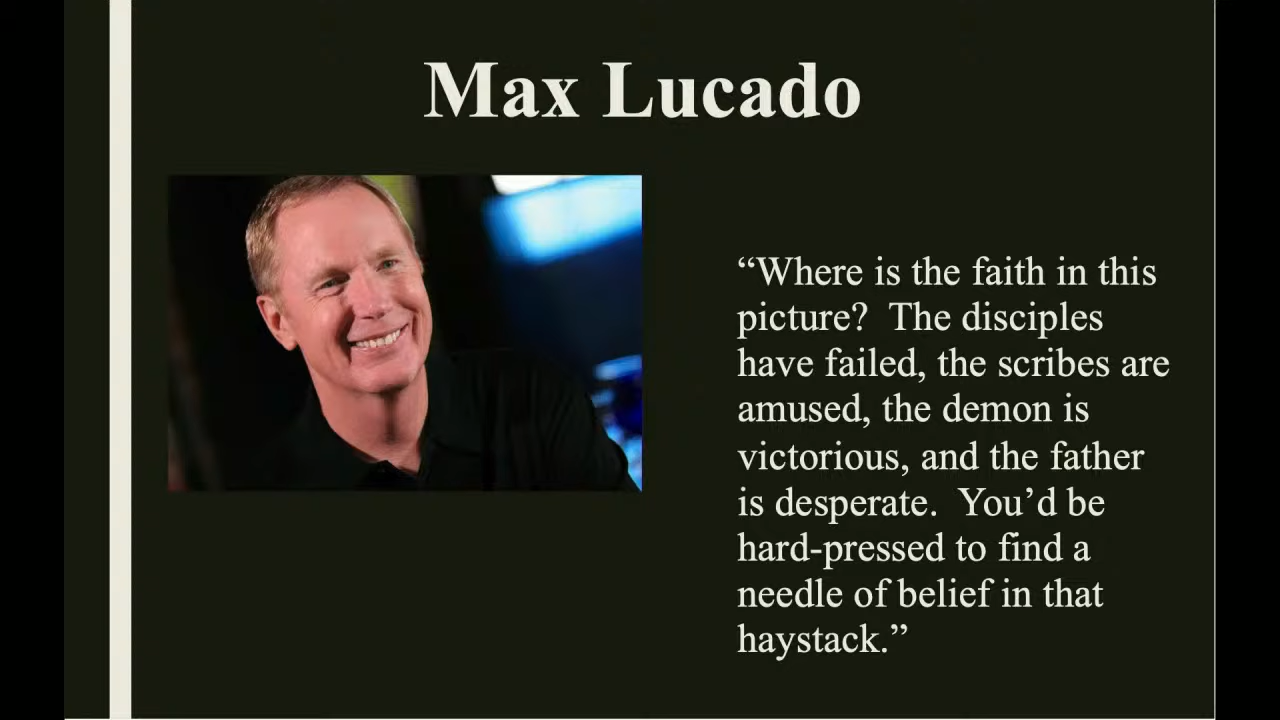 Max Lucado
“Where is the faith in this
picture?  The disciples
have failed, the scribes are
amused, the demon is
victorious, and the father
is desperate.  You’d be
hard-pressed to find a
needle of belief in that
haystack.”